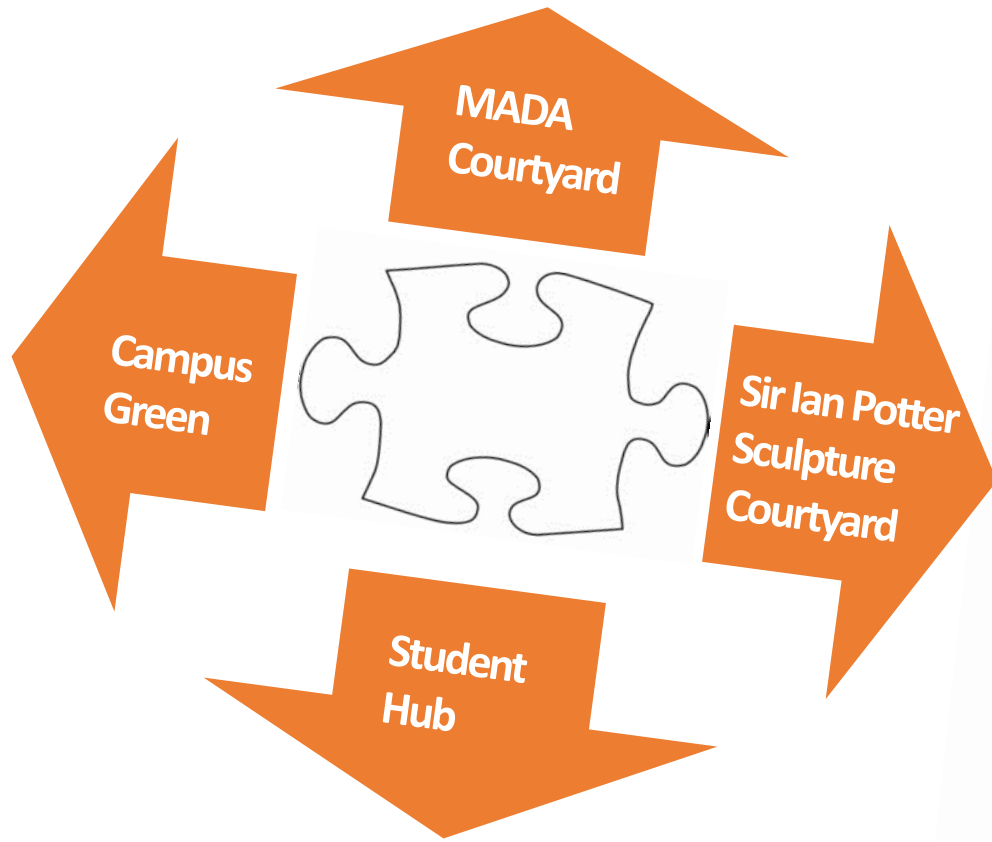 MADA
Courtyard
Campus
Green
Sir Ian Potter
Sculpture
Courtyard
Student
Hub